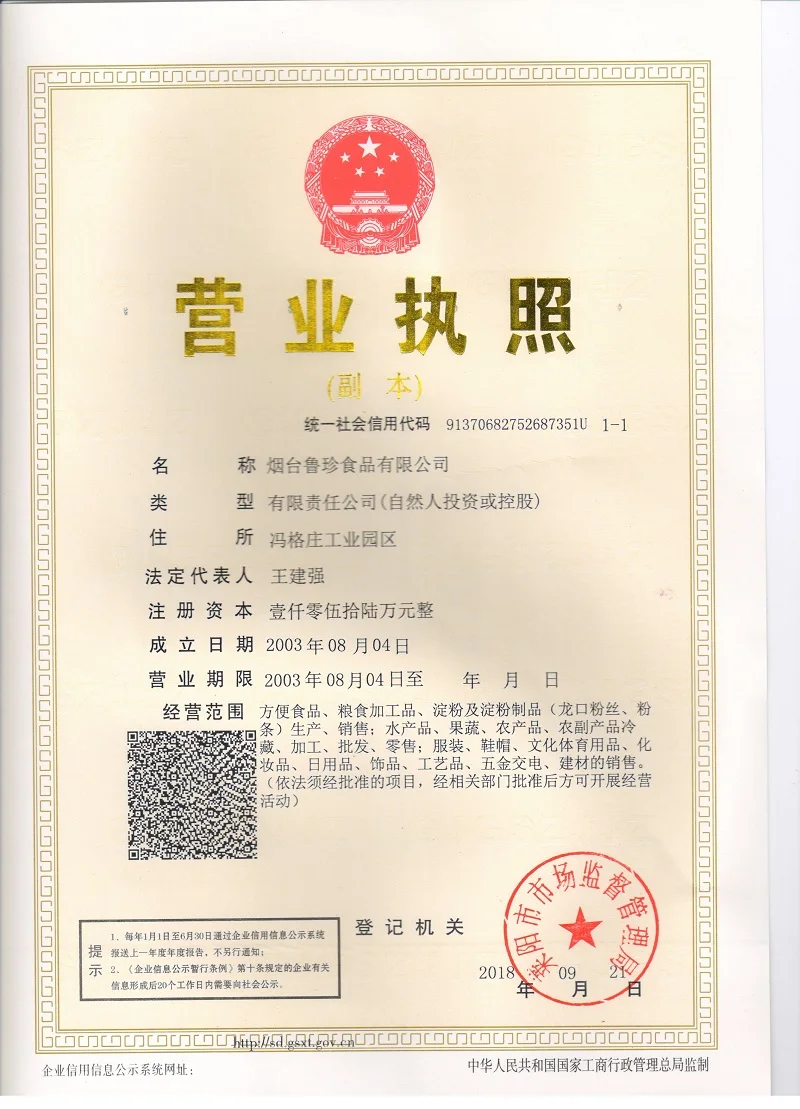 营业执照
(副 本)
统一社会信用代码 91370682752687351U 1-1
名 称 烟台鲁珍食品有限公司
类 型 有限责任公司(自然人投资或控股)
住 所 冯格庄工业园区
法定代表人 王建强
注册资本 壹仟零伍拾陆万元整
成立日期 2003年08月04日
营业期限 2003年08月04日至 年 月 日
经营范围 方便食品、粮食加工品、淀粉及淀粉制品（龙口粉丝、粉
条）生产、销售；水产品、果蔬、农产品、农副产品冷
藏、加工、批发、零售；服装、鞋帽、文化体育用品、化
妆品、日用品、饰品、工艺品、五金交电、建材的销售。
（依法须经批准的项目，经相关部门批准后方可开展经营
活动）
提示
1、每年1月1日至6月30日通过企业信用信息公示系统
报送上一年度年度报告，不另行通知；
2、《企业信息公示暂行条例》第十条规定的企业有关
信息形成后20个工作日内需要向社会公示。
登记机关
莱阳市市场监督管理局
2018年09月21日
http://sd.gsxt.gov.cn
企业信用信息公示系统网址：
中华人民共和国国家工商行政管理总局监制